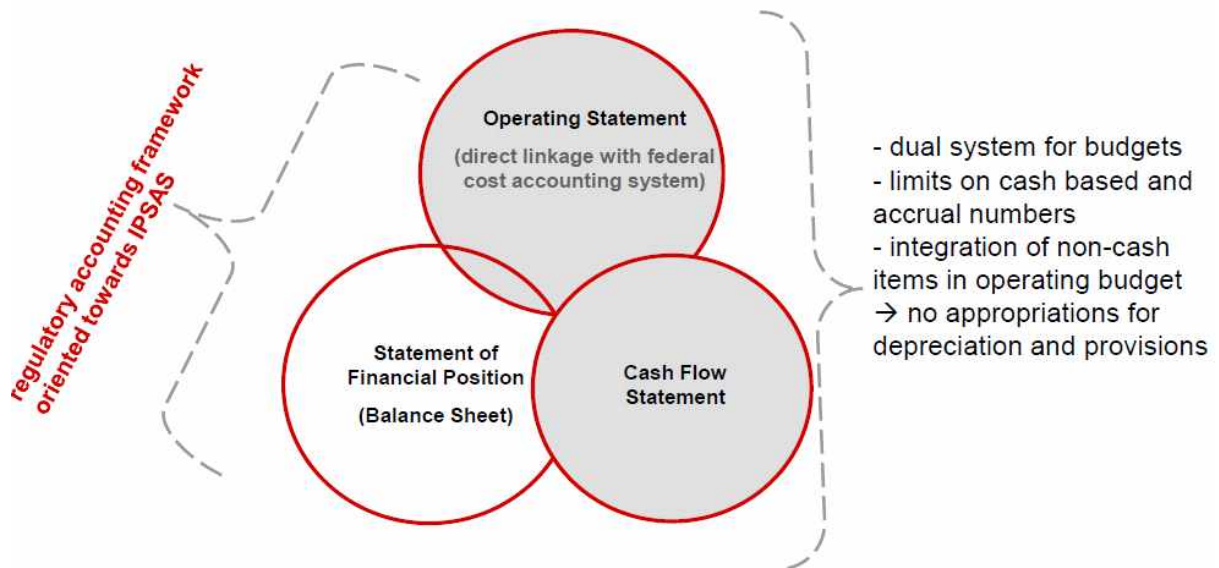 regulatory accounting framework
oriented towards IPSAS
Operating Statement
(direct linkage with federal
cost accounting system)
Statement of
Financial Position
(Balance Sheet)
Cash Flow
Statement
- dual system for budgets
- limits on cash based and
accrual numbers
- integration of non-cash
items in operating budget
→ no appropriations for
depreciation and provisions